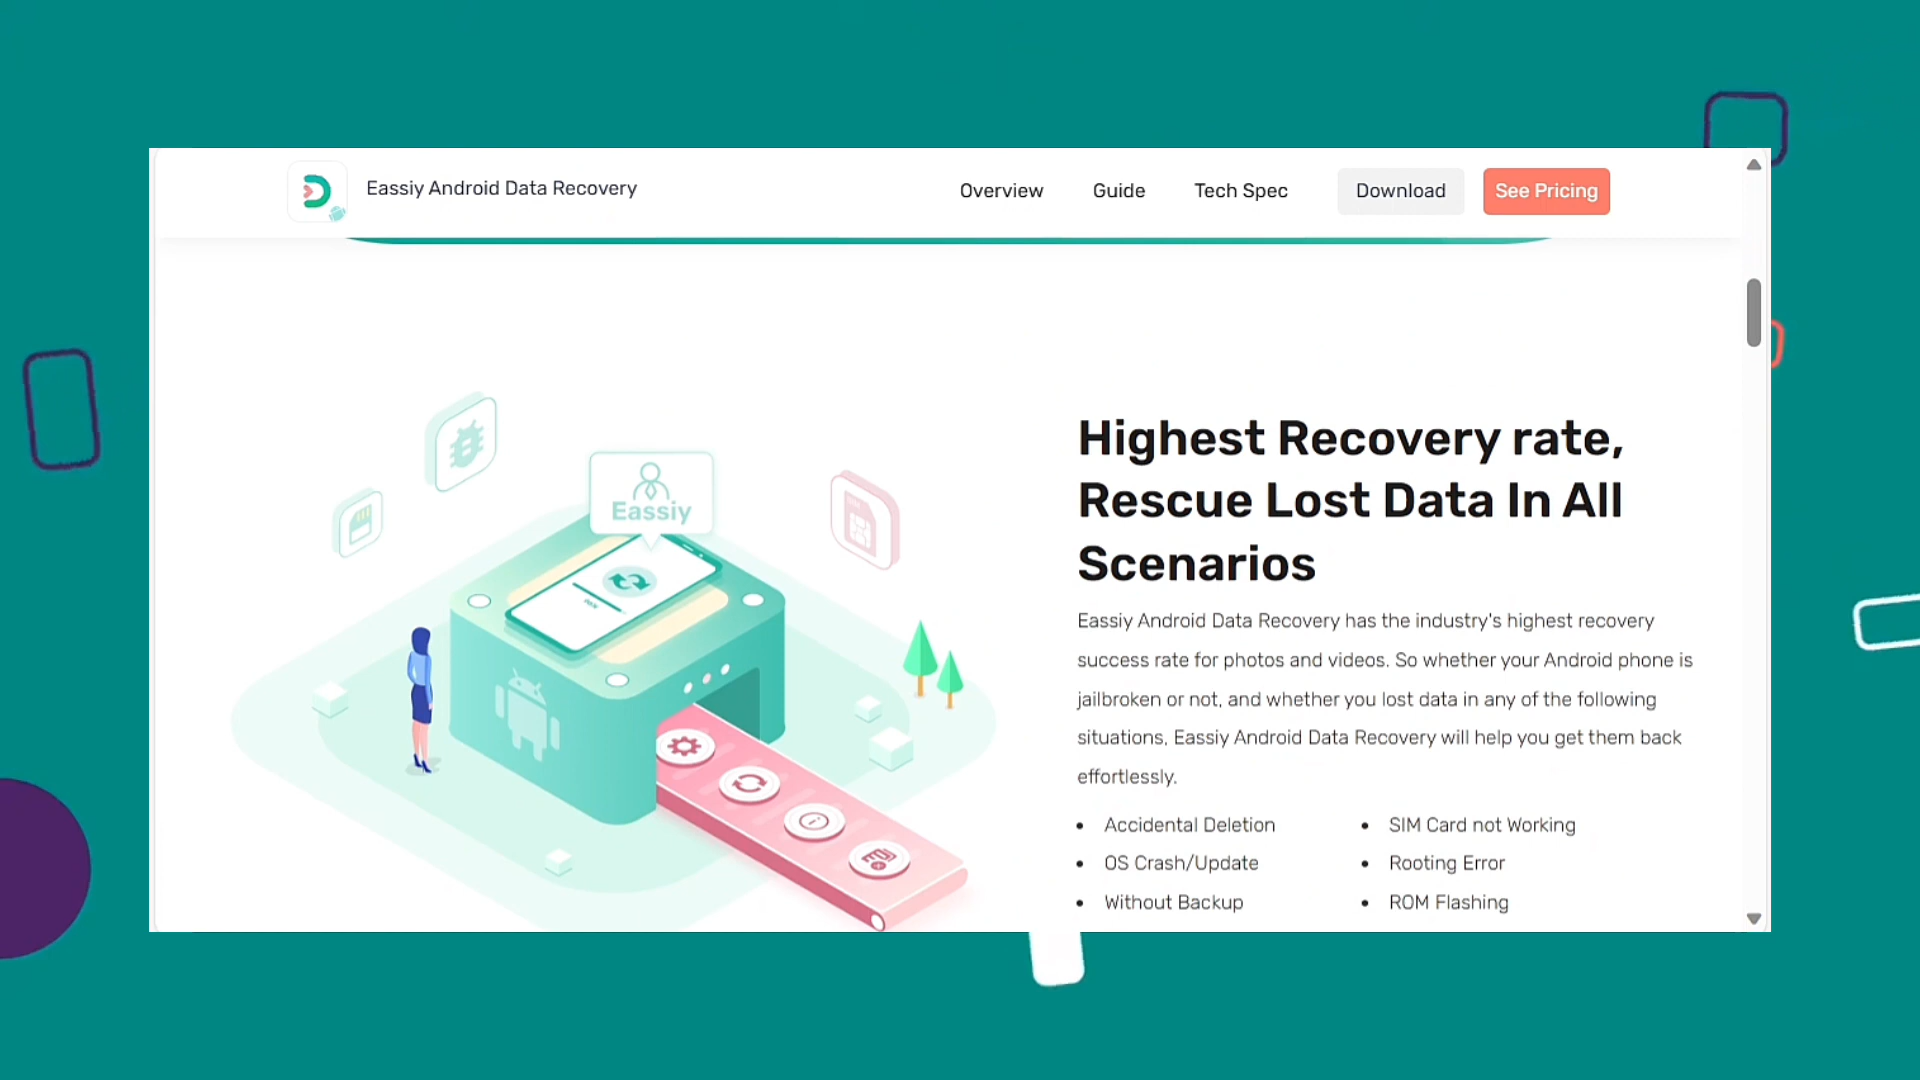 Eassiy Android Data Recovery
Overview
Guide
Tech Spec
Download
See Pricing
Eassiy
Highest Recovery rate,
Rescue Lost Data In All
Scenarios
Eassiy Android Data Recovery has the industry's highest recovery
success rate for photos and videos. So whether your Android phone is
jailbroken or not, and whether you lost data in any of the following
situations, Eassiy Android Data Recovery will help you get them back
effortlessly.
• Accidental Deletion
• OS Crash/Update
• Without Backup
• SIM Card not Working
• Rooting Error
• ROM Flashing